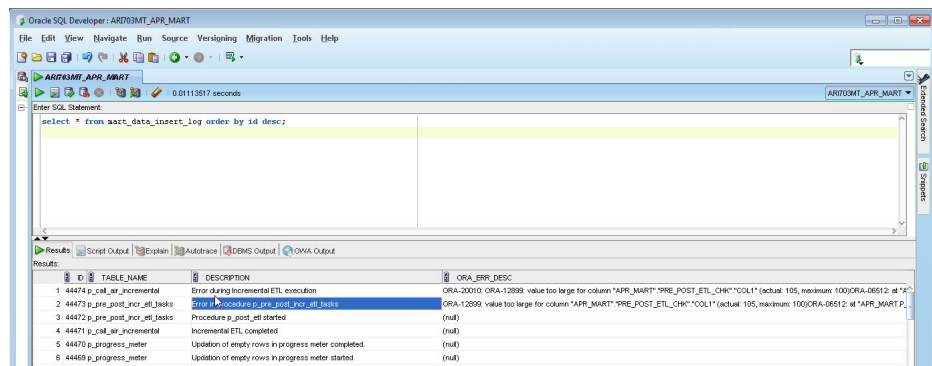 Oracle SQL Developer : ARI703MT_APR_MART
File Edit View Navigate Run Source Versioning Migration Tools Help
ARI703MT_APR_MART
0.01113517 seconds
ARI703MT_APR_MART
Enter SQL Statement:
select * from mart_data_insert_log order by id desc;
Extended Search
Snippets
Results Script Output Explain Autotrace DBMS Output OWA Output
Results:
ID TABLE_NAME DESCRIPTION ORA_ERR_DESC
1 44474 p_call_air_incremental Error during Incremental ETL execution ORA-20010: ORA-12899: value too large for column "APR_MART"."PRE_POST_ETL_CHK"."COL1" (actual: 105, maximum: 100)ORA-06512: at "A
2 44473 p_pre_post_incr_etl_tasks Error in Procedure p_pre_post_incr_etl_tasks ORA-12899: value too large for column "APR_MART"."PRE_POST_ETL_CHK"."COL1" (actual: 105, maximum: 100)ORA-06512: at "APR_MART.P_
3 44472 p_pre_post_incr_etl_tasks Procedure p_post_etl started (null)
4 44471 p_call_air_incremental Incremental ETL completed (null)
5 44470 p_progress_meter Updation of empty rows in progress meter completed. (null)
6 44469 p_progress_meter Updation of empty rows in progress meter started (null)